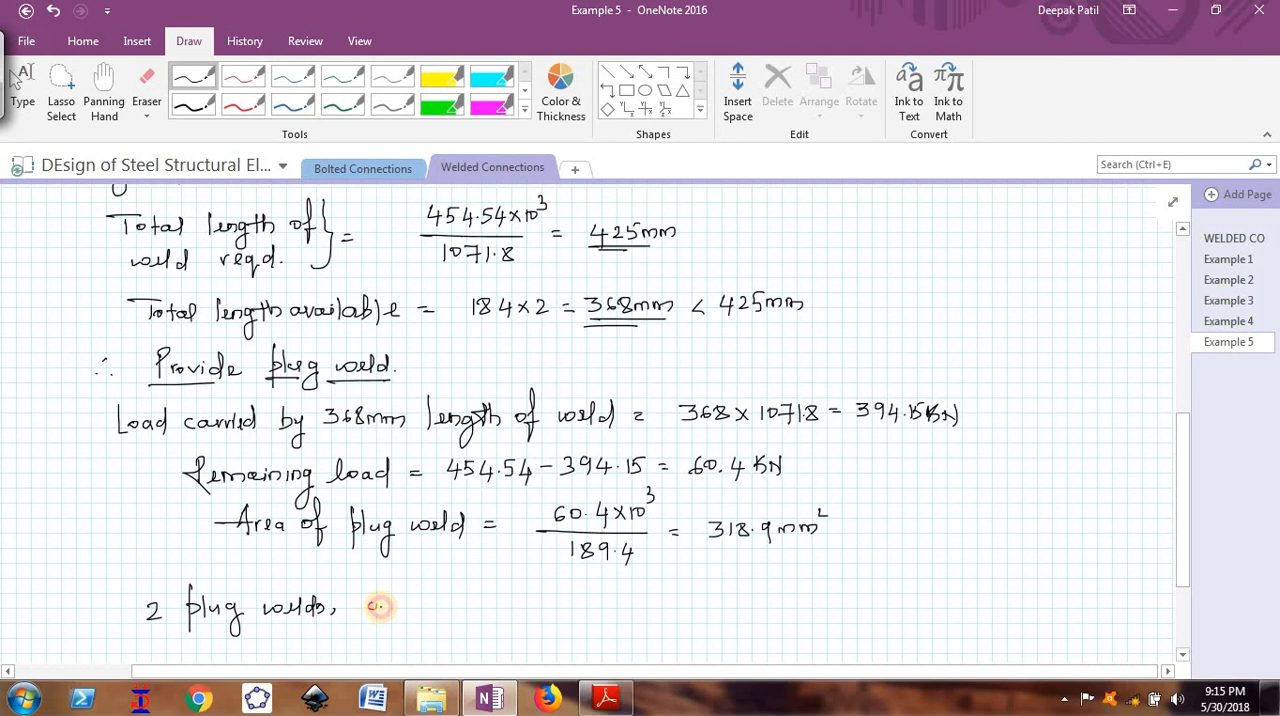 Example 5 - OneNote 2016
Deepak Patil
File Home Insert Draw History Review View
Type
Lasso Select
Panning Hand
Eraser
Color & Thickness
Insert Space
Delete
Arrange
Rotate
Ink to Text
Ink to Math
Tools
Shapes
Edit
Convert
DEsign of Steel Structural El...
Bolted Connections
Welded Connections
Search (Ctrl+E)
Add Page
WELDED CO
Example 1
Example 2
Example 3
Example 4
Example 5
Total length of weld reqd. } = 454.54×10³ / 1071.8 = 425mm
Total length available = 184×2 = 368mm < 425mm
∴ Provide plug weld.
Load carried by 368mm length of weld = 368 × 1071.8 = 394.15KN
Remaining load = 454.54 - 394.15 = 60.4 KN
Area of plug weld = 60.4×10³ / 189.4 = 318.9mm²
2 plug welds,
9:15 PM
5/30/2018